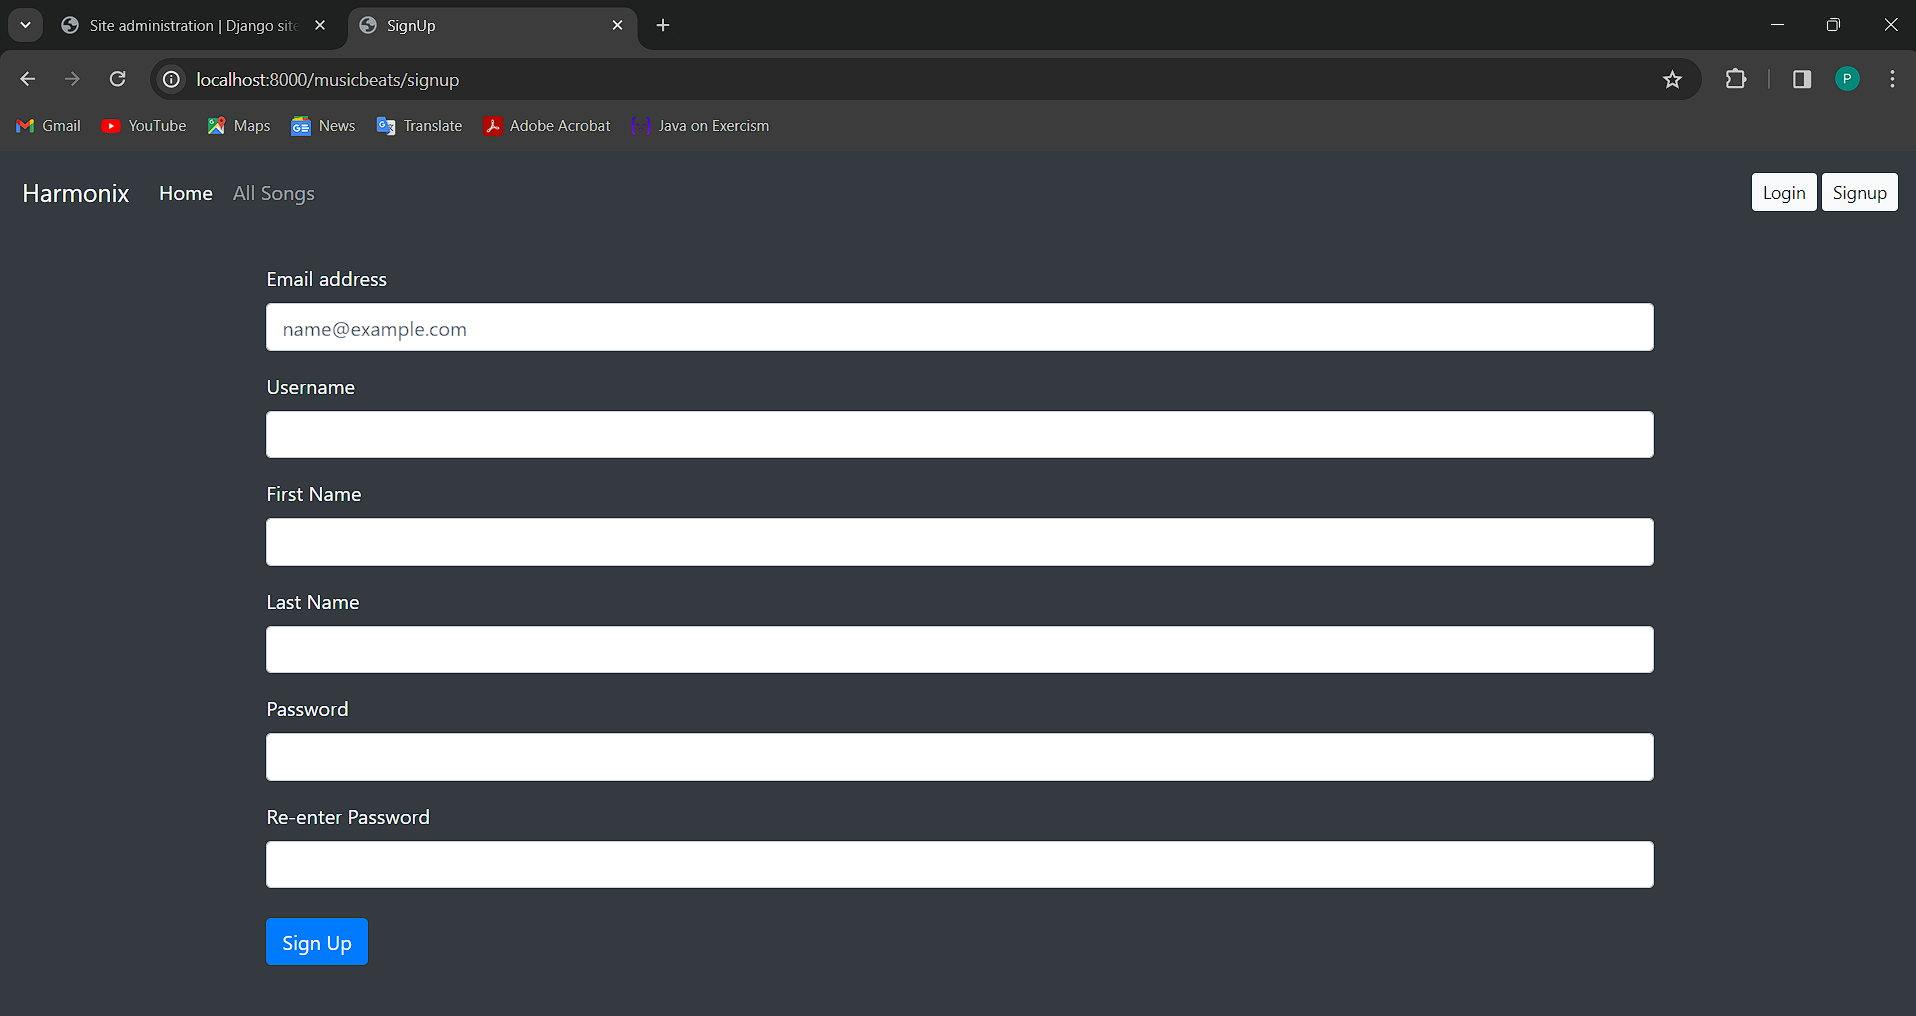 Site administration | Django site
SignUp
localhost:8000/musicbeats/signup
P
Gmail
YouTube
Maps
News
Translate
Adobe Acrobat
Java on Exercism
Harmonix
Home
All Songs
Login
Signup
Email address
name@example.com
Username
First Name
Last Name
Password
Re-enter Password
Sign Up